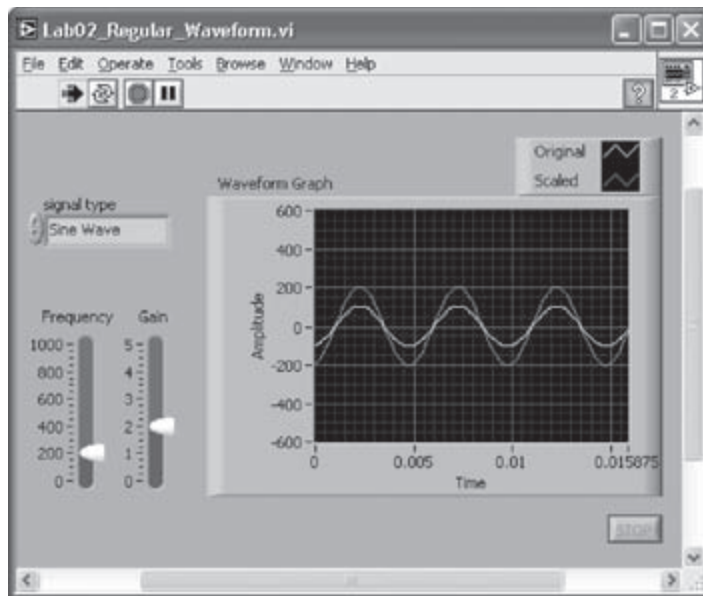 Lab02_Regular_Waveform.vi
File Edit Operate Tools Browse Window Help
?
2
Original
Scaled
Waveform Graph
signal type
Sine Wave
Frequency
Gain
1000
800
600
400
200
0
5
4
3
2
1
0
Amplitude
600
400
200
0
-200
-400
-600
0
0.005
0.01
0.015875
Time
STOP